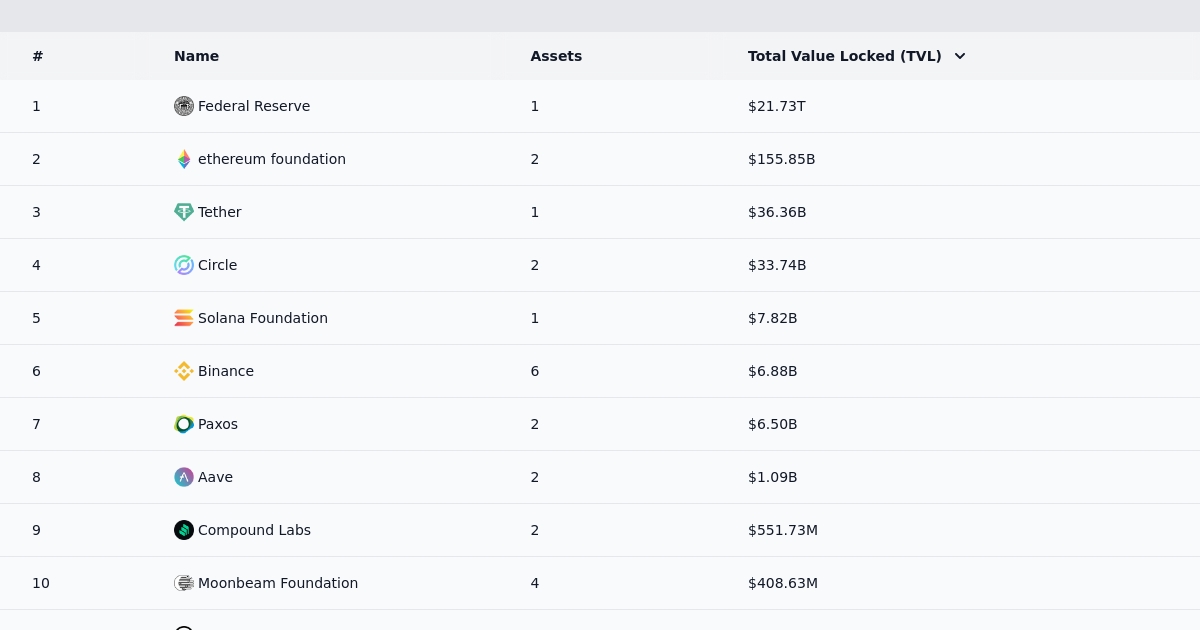 # Name Assets Total Value Locked (TVL)
1 Federal Reserve 1 $21.73T
2 ethereum foundation 2 $155.85B
3 Tether 1 $36.36B
4 Circle 2 $33.74B
5 Solana Foundation 1 $7.82B
6 Binance 6 $6.88B
7 Paxos 2 $6.50B
8 Aave 2 $1.09B
9 Compound Labs 2 $551.73M
10 Moonbeam Foundation 4 $408.63M